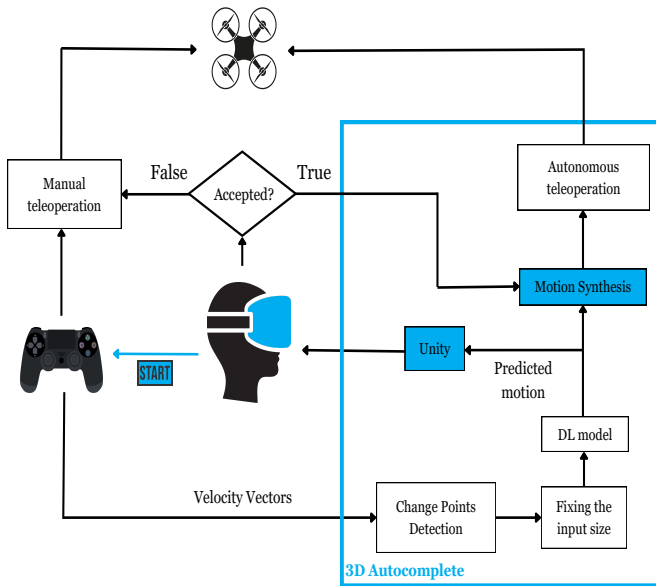 False
True
Manual
teleoperation
Accepted?
Autonomous
teleoperation
Motion Synthesis
START
Unity
Predicted
motion
DL model
Velocity Vectors
Change Points
Detection
Fixing the
input size
3D Autocomplete